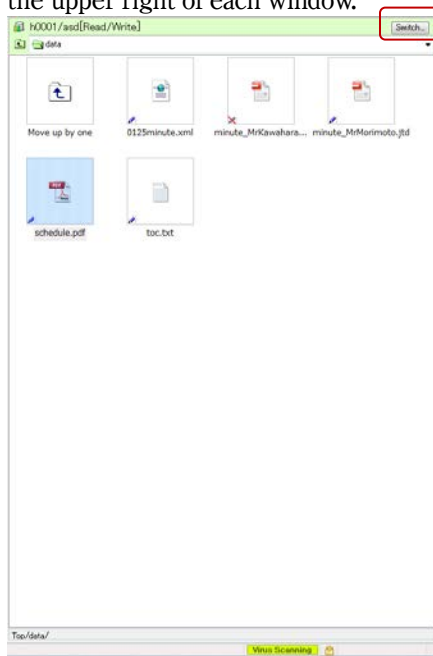 the upper right of each window.
h0001/asd[Read/Write]
Switch..
data
Move up by one
0125minute.xml
minute_MrKawahara...
minute_MrMorimoto.jtd
schedule.pdf
toc.txt
Top/data/
Virus Scanning